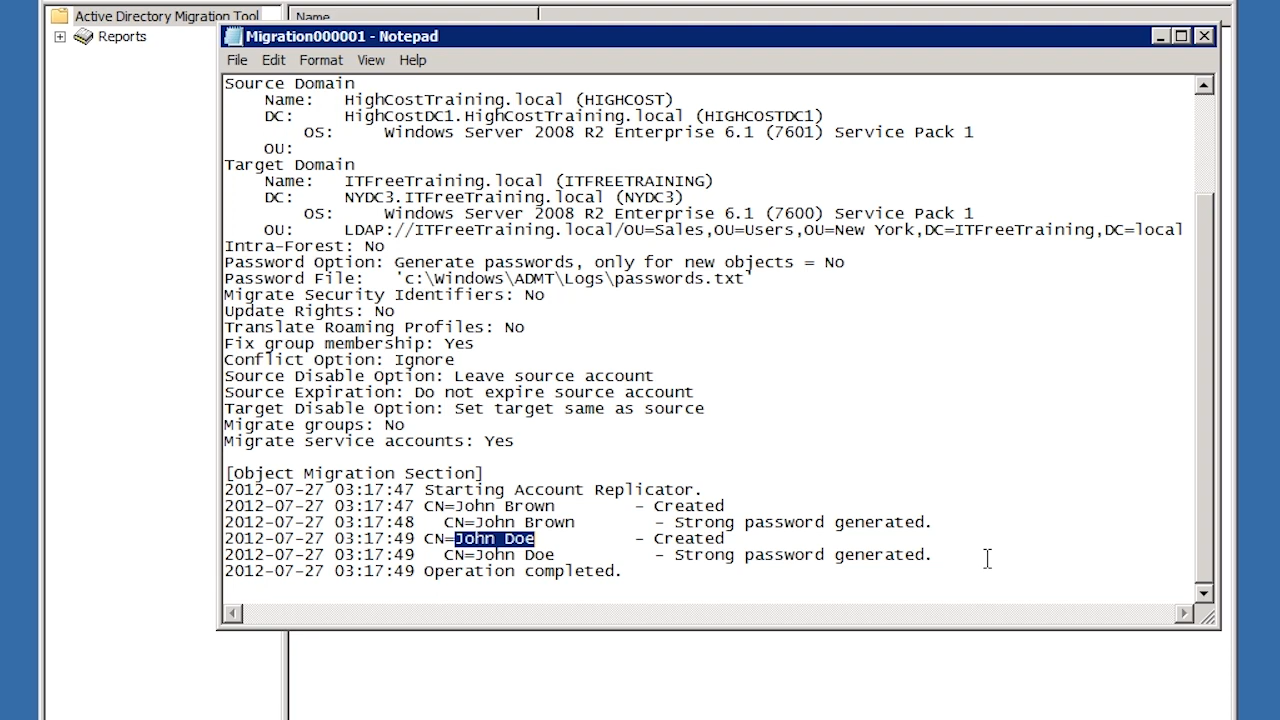 Active Directory Migration Tool
Name
Reports
Migration000001 - Notepad
File Edit Format View Help
Source Domain
Name: HighCostTraining.local (HIGHCOST)
DC: HighCostDC1.HighCostTraining.local (HIGHCOSTDC1)
OS: Windows Server 2008 R2 Enterprise 6.1 (7601) Service Pack 1
OU:
Target Domain
Name: ITFreeTraining.local (ITFREETRAINING)
DC: NYDC3.ITFreeTraining.local (NYDC3)
OS: Windows Server 2008 R2 Enterprise 6.1 (7600) Service Pack 1
OU: LDAP://ITFreeTraining.local/OU=Sales,OU=Users,OU=New York,DC=ITFreeTraining,DC=local
Intra-Forest: No
Password Option: Generate passwords, only for new objects = No
Password File: 'c:\Windows\ADMT\Logs\passwords.txt'
Migrate Security Identifiers: No
Update Rights: No
Translate Roaming Profiles: No
Fix group membership: Yes
Conflict Option: Ignore
Source Disable Option: Leave source account
Source Expiration: Do not expire source account
Target Disable Option: Set target same as source
Migrate groups: No
Migrate service accounts: Yes
[Object Migration Section]
2012-07-27 03:17:47 Starting Account Replicator.
2012-07-27 03:17:47 CN=John Brown - Created
2012-07-27 03:17:48 CN=John Brown - Strong password generated.
2012-07-27 03:17:49 CN=John Doe - Created
2012-07-27 03:17:49 CN=John Doe - Strong password generated.
2012-07-27 03:17:49 Operation completed.